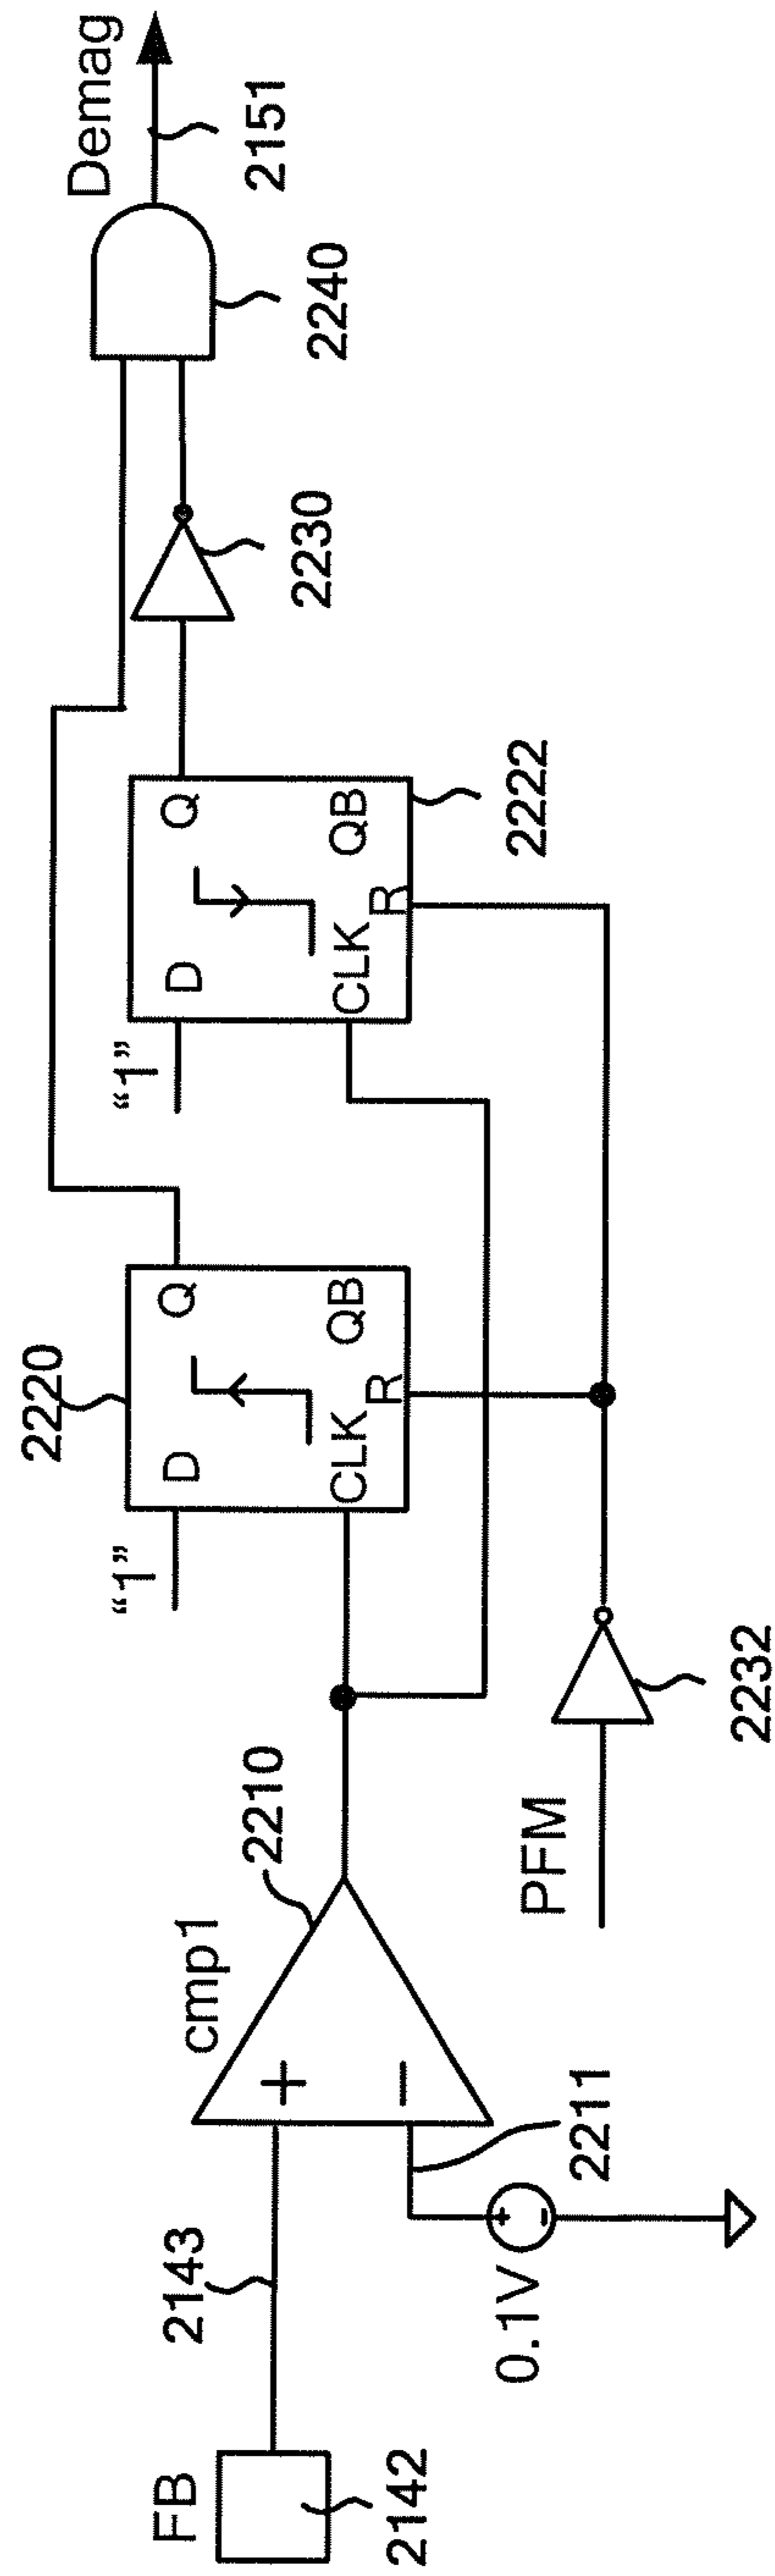 FB
2142
2143
0.1V
2211
+
−
+
-
cmp1
2210
PFM
2232
"1"
2220
D
Q
CLK
R
QB
"1"
D
Q
CLK
R
QB
2222
2230
2240
Demag
2151